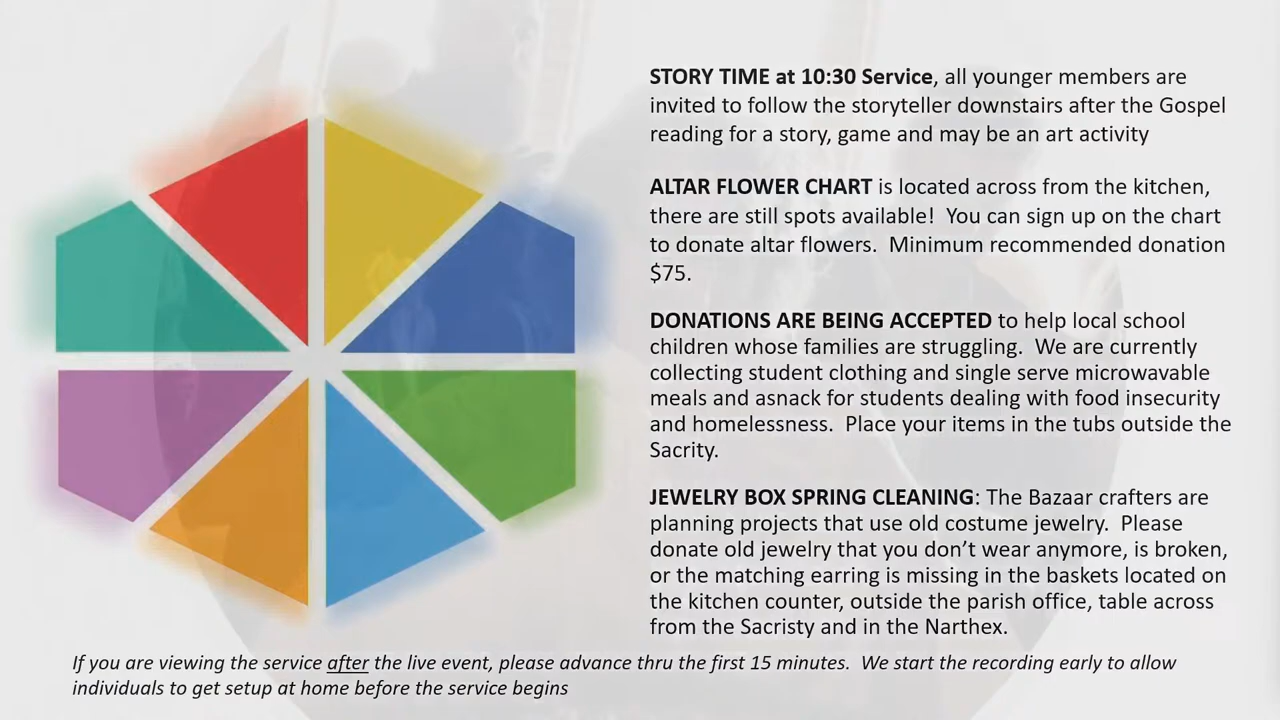 STORY TIME at 10:30 Service, all younger members are
invited to follow the storyteller downstairs after the Gospel
reading for a story, game and may be an art activity
ALTAR FLOWER CHART is located across from the kitchen,
there are still spots available!  You can sign up on the chart
to donate altar flowers.  Minimum recommended donation
$75.
DONATIONS ARE BEING ACCEPTED to help local school
children whose families are struggling.  We are currently
collecting student clothing and single serve microwavable
meals and asnack for students dealing with food insecurity
and homelessness.  Place your items in the tubs outside the
Sacrity.
JEWELRY BOX SPRING CLEANING: The Bazaar crafters are
planning projects that use old costume jewelry.  Please
donate old jewelry that you don’t wear anymore, is broken,
or the matching earring is missing in the baskets located on
the kitchen counter, outside the parish office, table across
from the Sacristy and in the Narthex.
If you are viewing the service after the live event, please advance thru the first 15 minutes.  We start the recording early to allow
individuals to get setup at home before the service begins